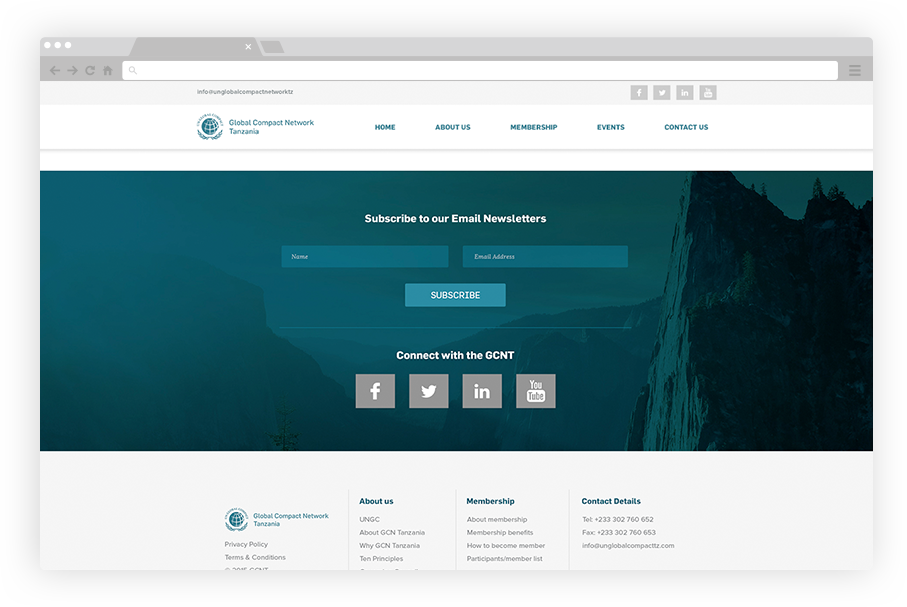 info@unglobalcompactnetworktz
Global Compact Network
Tanzania
HOME ABOUT US MEMBERSHIP EVENTS CONTACT US
Subscribe to our Email Newsletters
Name Email Address
SUBSCRIBE
Connect with the GCNT
You
Tube
Global Compact Network
Tanzania
Privacy Policy
Terms & Conditions
© 2015 GCNT
About us
UNGC
About GCN Tanzania
Why GCN Tanzania
Ten Principles
Membership
About membership
Membership benefits
How to become member
Participants/member list
Contact Details
Tel: +233 302 760 652
Fax: +233 302 760 653
info@unglobalcompacttz.com